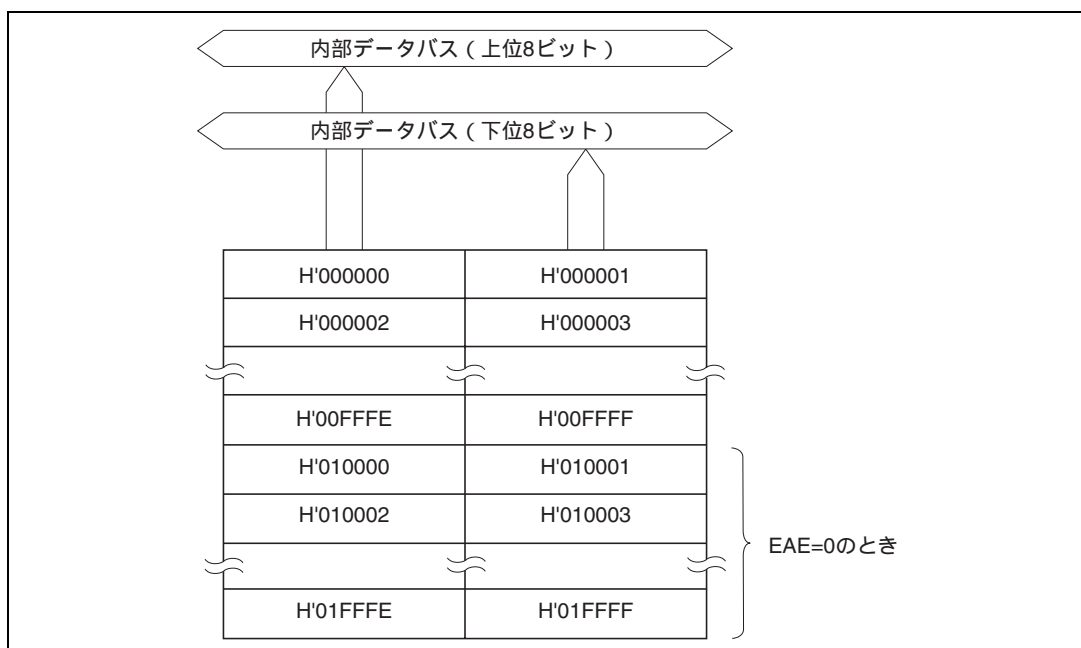 内部データバス（上位8ビット）
内部データバス（下位8ビット）
H'000000 H'000001
H'000002 H'000003
H'00FFFE H'00FFFF
H'010000 H'010001
H'010002 H'010003
EAE=0のとき
H'01FFFE H'01FFFF